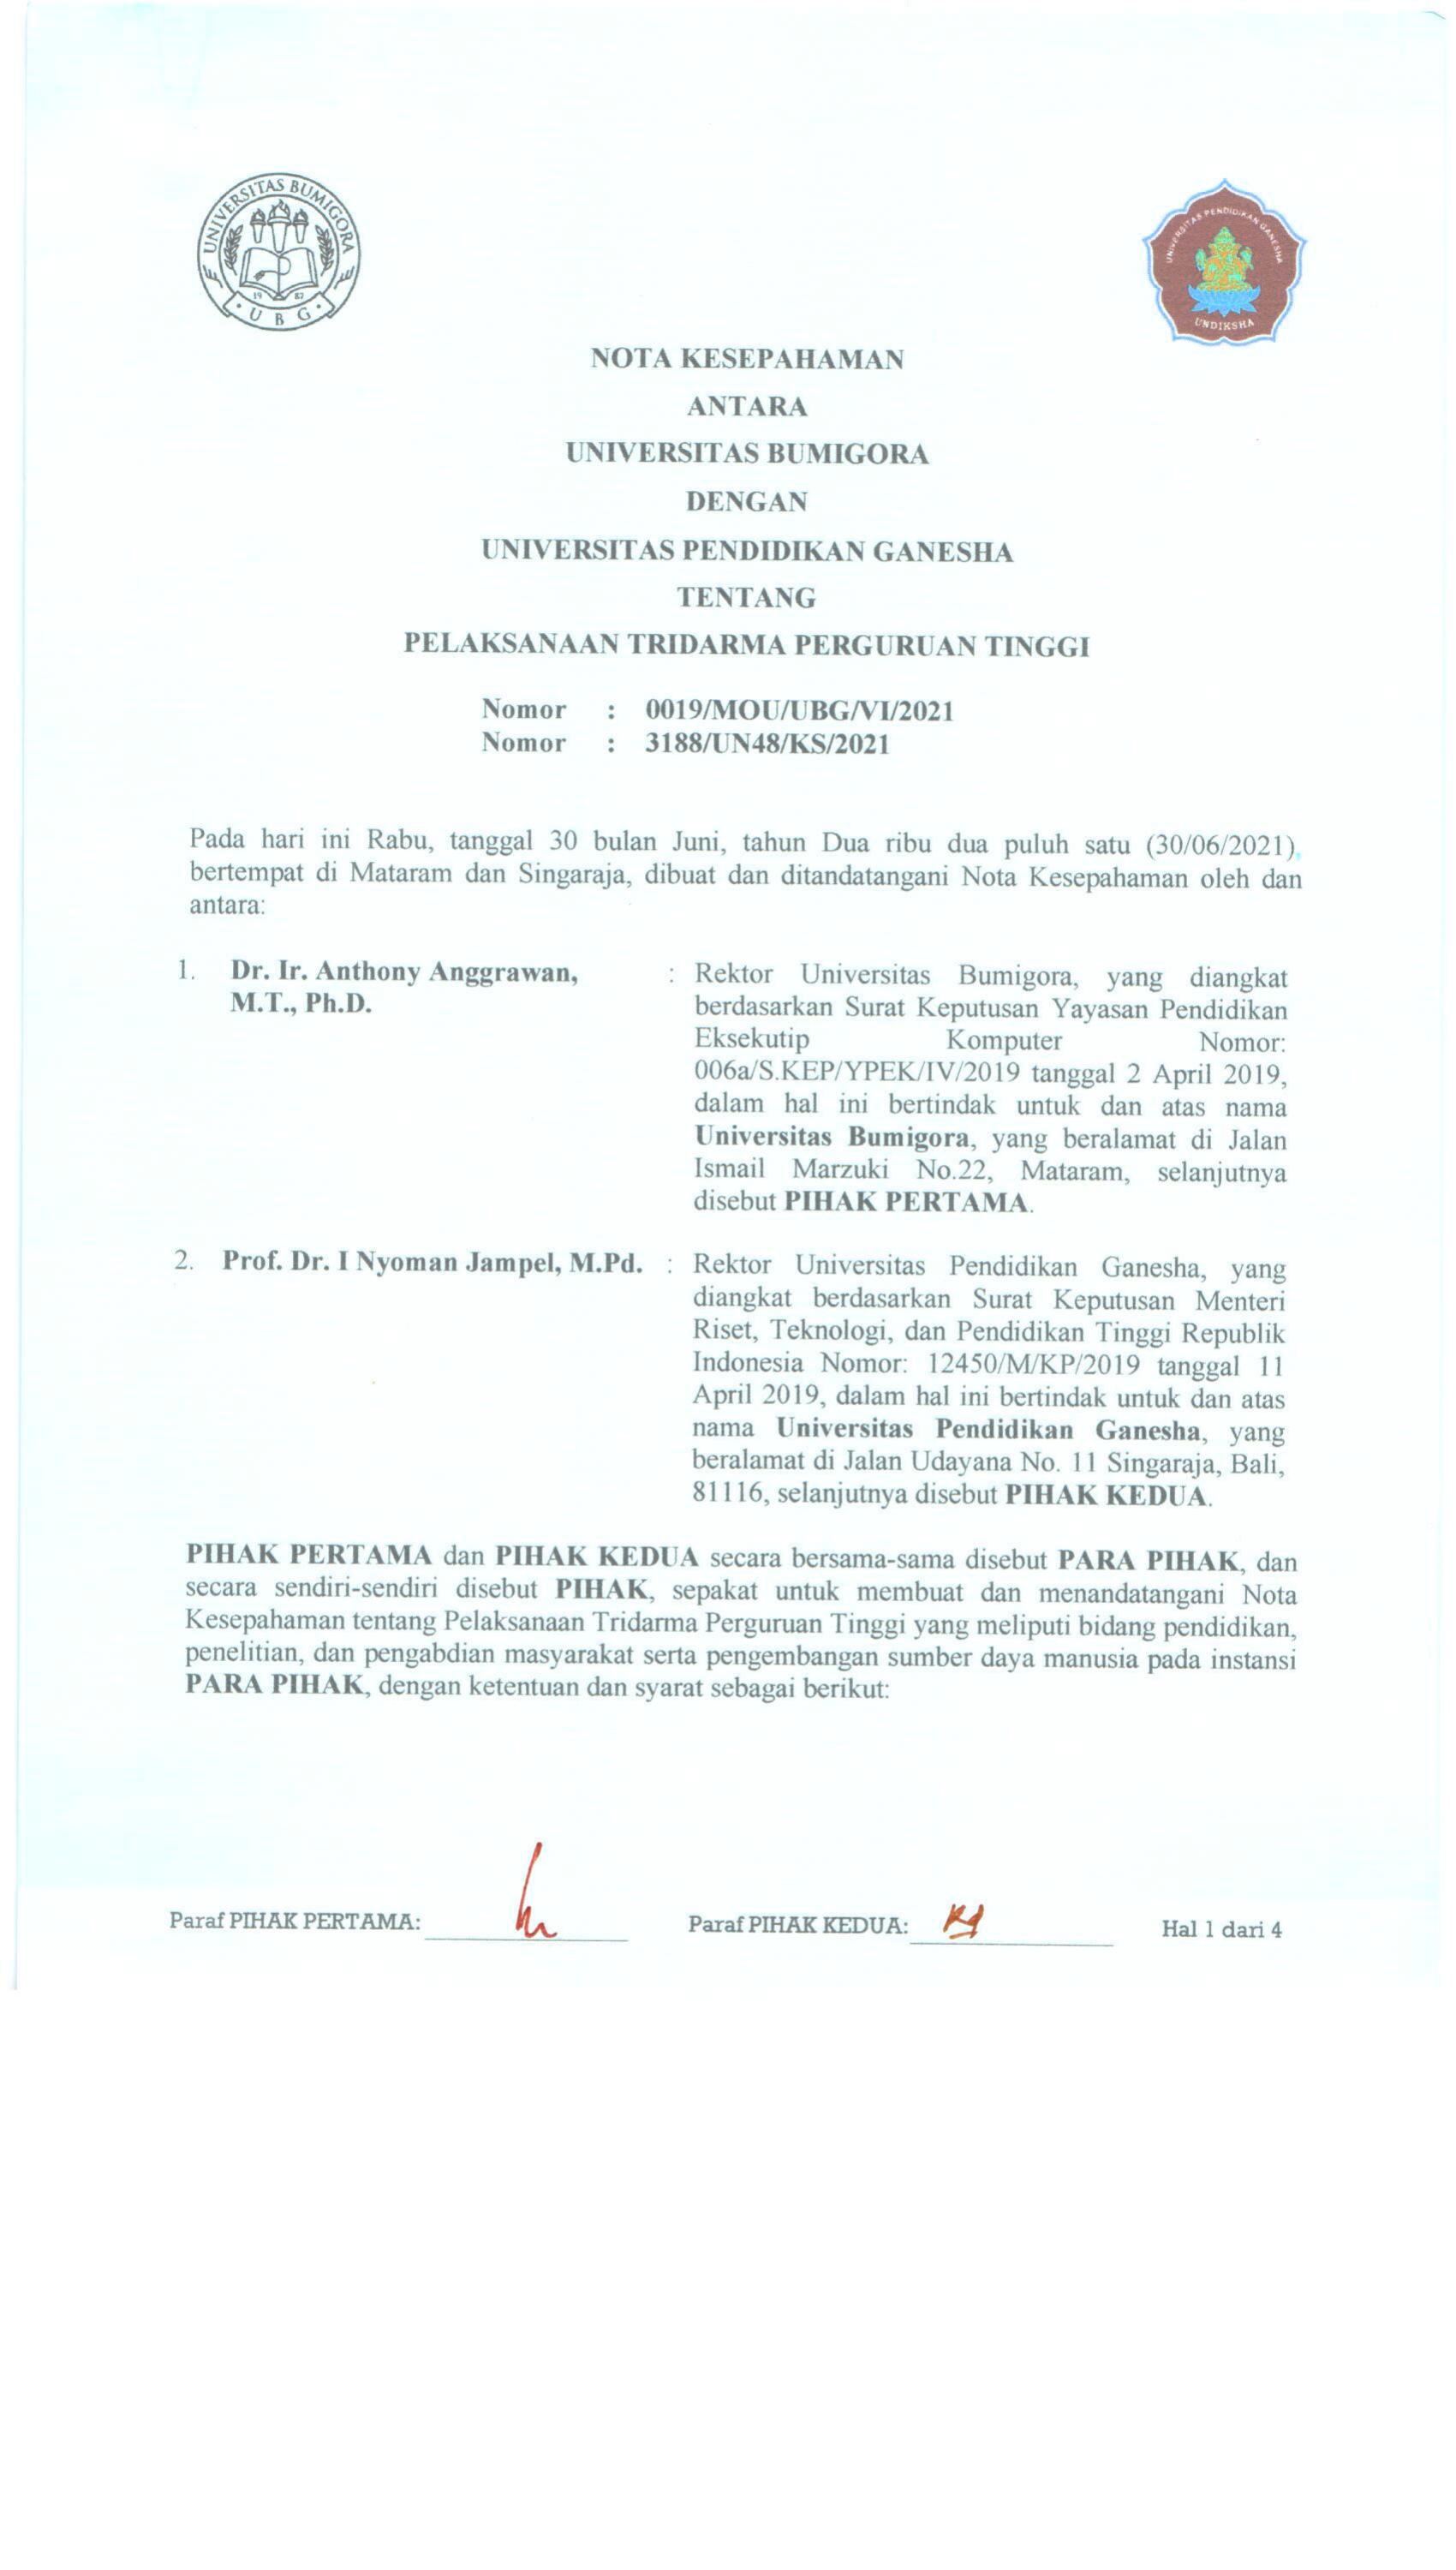 UNIVERSITAS BUMIGORA
19 82
UBG
UNIVERSITAS PENDIDIKAN GANESHA
UNDIKSHA
NOTA KESEPAHAMAN
ANTARA
UNIVERSITAS BUMIGORA
DENGAN
UNIVERSITAS PENDIDIKAN GANESHA
TENTANG
PELAKSANAAN TRIDARMA PERGURUAN TINGGI
Nomor : 0019/MOU/UBG/VI/2021
Nomor : 3188/UN48/KS/2021
Pada hari ini Rabu, tanggal 30 bulan Juni, tahun Dua ribu dua puluh satu (30/06/2021),
bertempat di Mataram dan Singaraja, dibuat dan ditandatangani Nota Kesepahaman oleh dan
antara:
1. Dr. Ir. Anthony Anggrawan,
M.T., Ph.D.
: Rektor Universitas Bumigora, yang diangkat
berdasarkan Surat Keputusan Yayasan Pendidikan
Eksekutip Komputer Nomor:
006a/S.KEP/YPEK/IV/2019 tanggal 2 April 2019,
dalam hal ini bertindak untuk dan atas nama
Universitas Bumigora, yang beralamat di Jalan
Ismail Marzuki No.22, Mataram, selanjutnya
disebut PIHAK PERTAMA.
2. Prof. Dr. I Nyoman Jampel, M.Pd. : Rektor Universitas Pendidikan Ganesha, yang
diangkat berdasarkan Surat Keputusan Menteri
Riset, Teknologi, dan Pendidikan Tinggi Republik
Indonesia Nomor: 12450/M/KP/2019 tanggal 11
April 2019, dalam hal ini bertindak untuk dan atas
nama Universitas Pendidikan Ganesha, yang
beralamat di Jalan Udayana No. 11 Singaraja, Bali,
81116, selanjutnya disebut PIHAK KEDUA.
PIHAK PERTAMA dan PIHAK KEDUA secara bersama-sama disebut PARA PIHAK, dan
secara sendiri-sendiri disebut PIHAK, sepakat untuk membuat dan menandatangani Nota
Kesepahaman tentang Pelaksanaan Tridarma Perguruan Tinggi yang meliputi bidang pendidikan,
penelitian, dan pengabdian masyarakat serta pengembangan sumber daya manusia pada instansi
PARA PIHAK, dengan ketentuan dan syarat sebagai berikut:
Paraf PIHAK PERTAMA: Paraf PIHAK KEDUA: Hal 1 dari 4